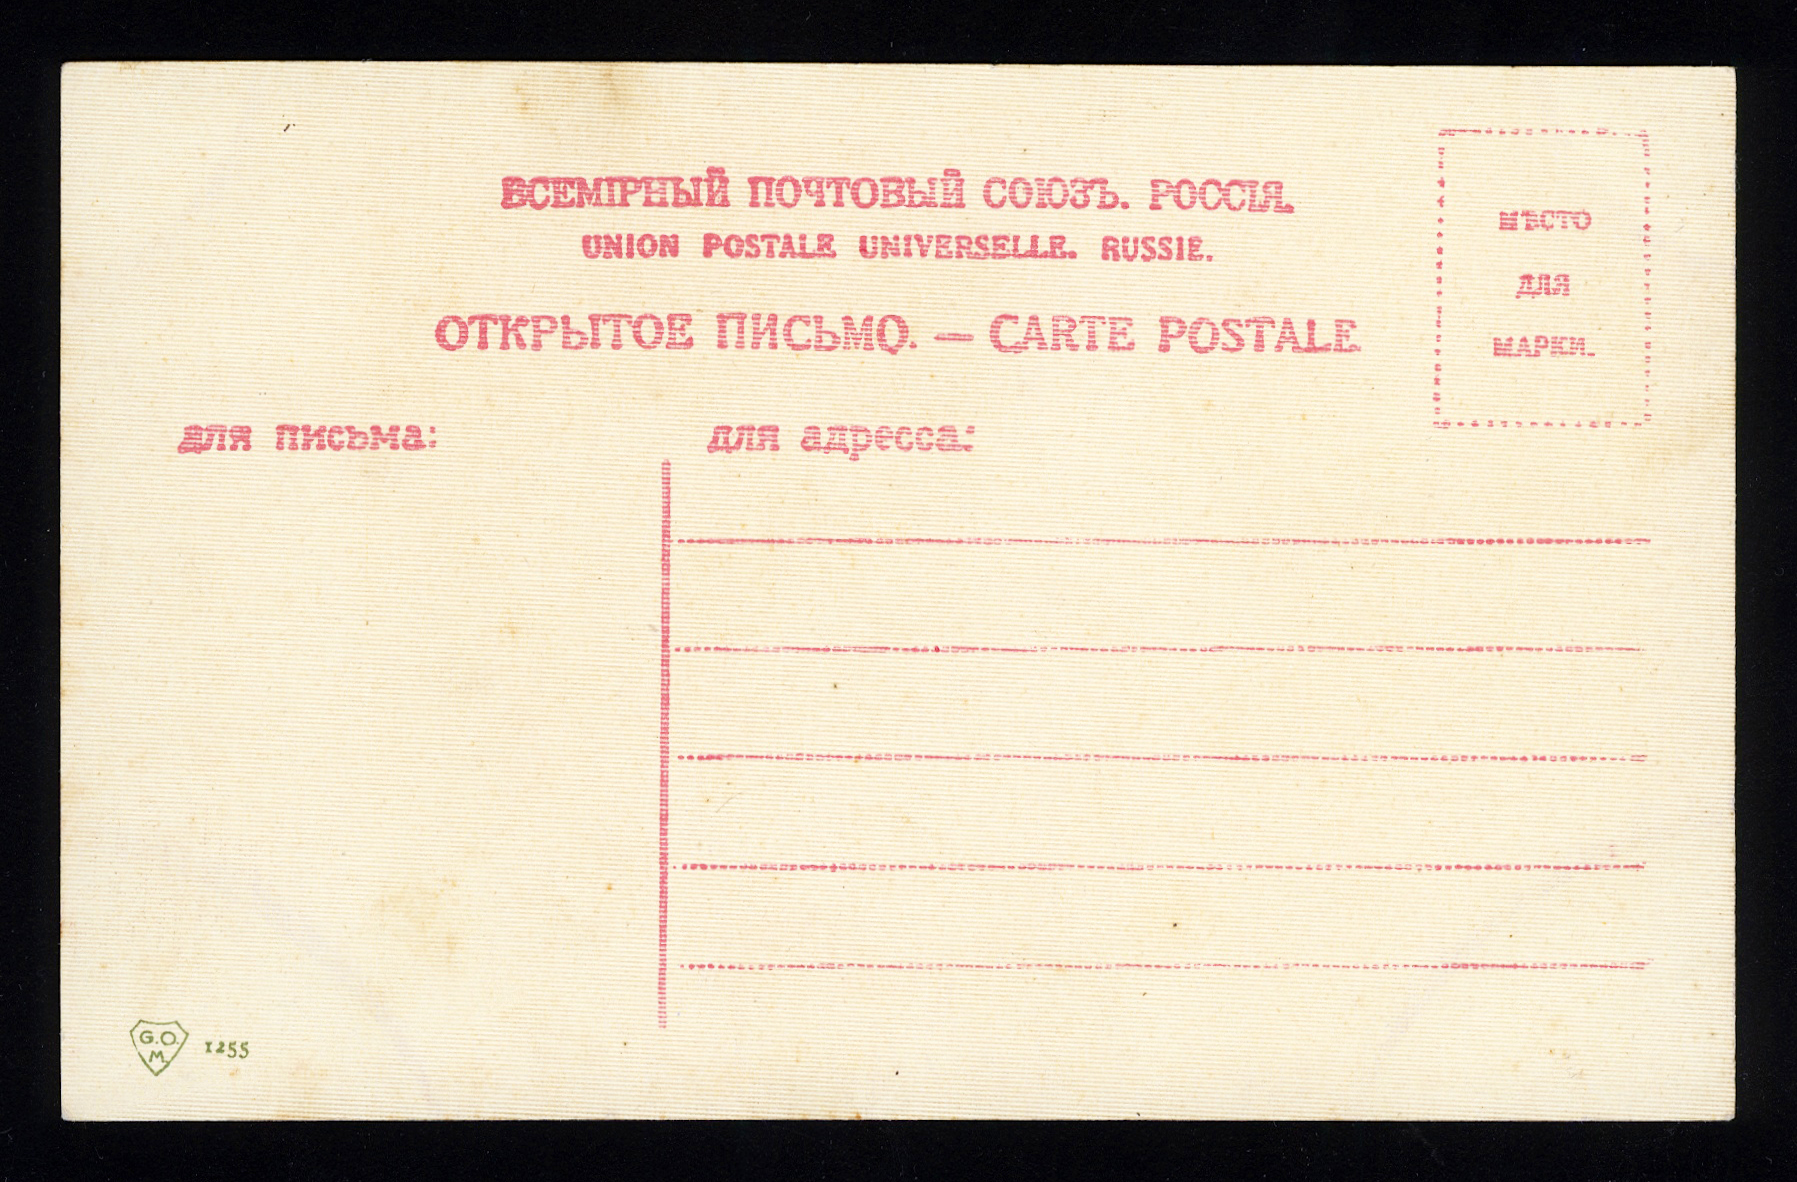 ВСЕМІРНЫЙ ПОЧТОВЫЙ СОЮЗЪ. РОССІЯ.
UNION POSTALE UNIVERSELLE. RUSSIE.
ОТКРЫТОЕ ПИСЬМО. — CARTE POSTALE
МѢСТО
ДЛЯ
МАРКИ.
для письма:
для адресса:
G.O.
M.
1255